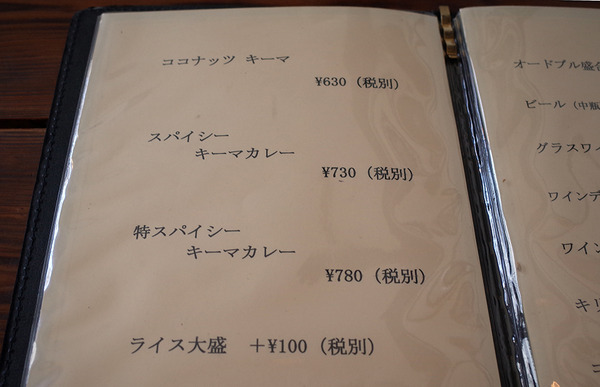 ココナッツ キーマ
¥630 (税別)
スパイシー
キーマカレー
¥730 (税別)
特スパイシー
キーマカレー
¥780 (税別)
ライス大盛 +¥100 (税別)
オードブル盛合
ビール (中瓶
グラスワイ
ワインデ
ワイン
キリ